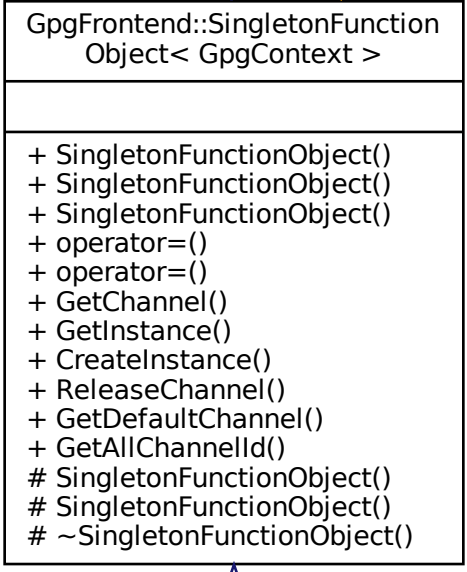 GpgFrontend::SingletonFunction
Object< GpgContext >
+ SingletonFunctionObject()
+ SingletonFunctionObject()
+ SingletonFunctionObject()
+ operator=()
+ operator=()
+ GetChannel()
+ GetInstance()
+ CreateInstance()
+ ReleaseChannel()
+ GetDefaultChannel()
+ GetAllChannelId()
# SingletonFunctionObject()
# SingletonFunctionObject()
# ~SingletonFunctionObject()